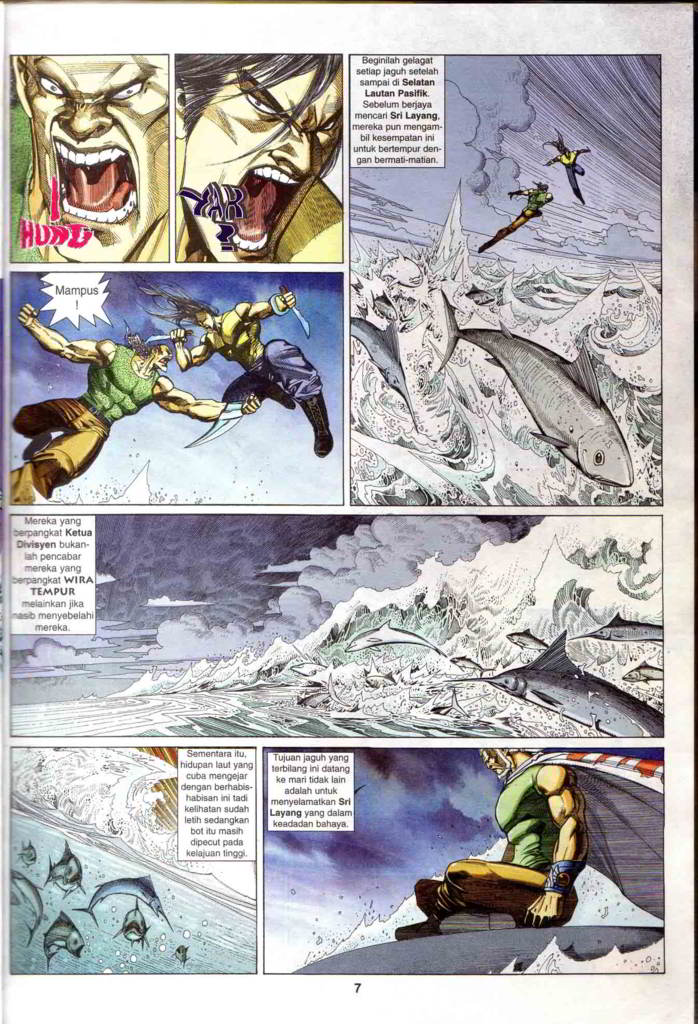 HUNH
YAR
!
Beginilah gelagat
setiap jaguh setelah
sampai di Selatan
Lautan Pasifik.
Sebelum berjaya
mencari Sri Layang,
mereka pun mengam-
bil kesempatan ini
untuk bertempur den-
gan bermati-matian.
Mampus
!
Mereka yang
berpangkat Ketua
Divisyen bukan-
lah pencabar
mereka yang
berpangkat WIRA
TEMPUR
melainkan jika
nasib menyebelahi
mereka.
Sementara itu,
hidupan laut yang
cuba mengejar
dengan berhabis-
habisan ini tadi
kelihatan sudah
letih sedangkan
bot itu masih
dipecut pada
kelajuan tinggi.
Tujuan jaguh yang
terbilang ini datang
ke mari tidak lain
adalah untuk
menyelamatkan Sri
Layang yang dalam
keadadan bahaya.
7